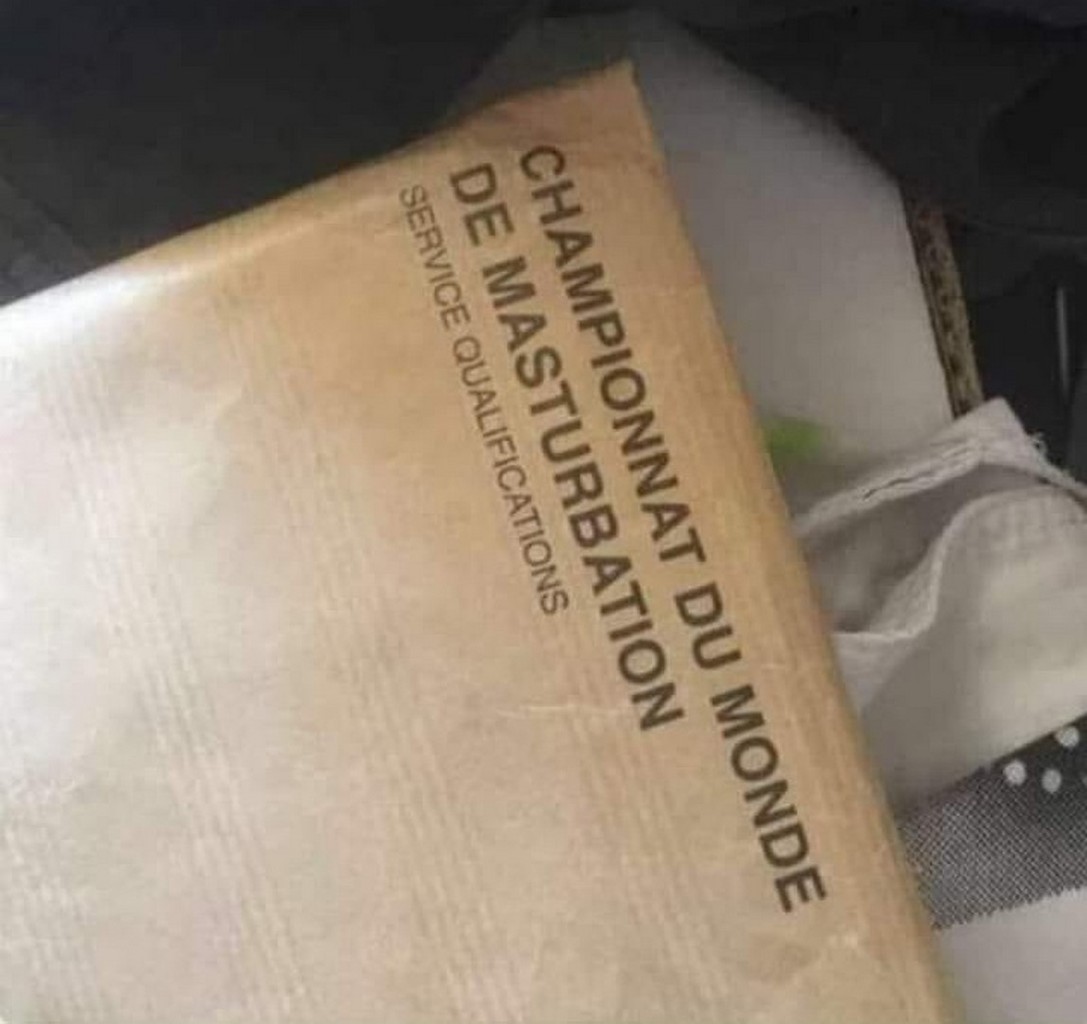 CHAMPIONNAT DU MONDE
DE MASTURBATION
SERVICE QUALIFICATIONS